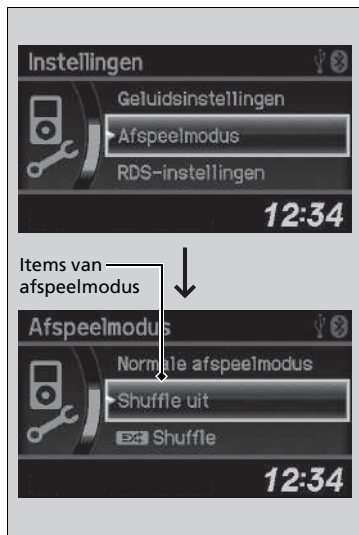 Instellingen
Geluidsinstellingen
Afspeelmodus
RDS-instellingen
12:34
Items van
afspeelmodus
Afspeelmodus
Normale afspeelmodus
Shuffle uit
Shuffle
12:34